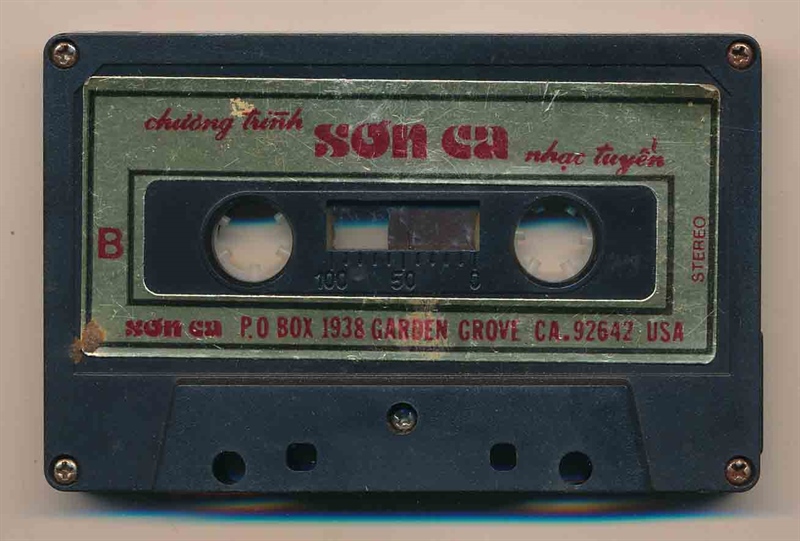 chương trình SƠN CA nhạc tuyển
B
STEREO
100 50 0
SƠN CA P.O BOX 1938 GARDEN GROVE CA.92642 USA